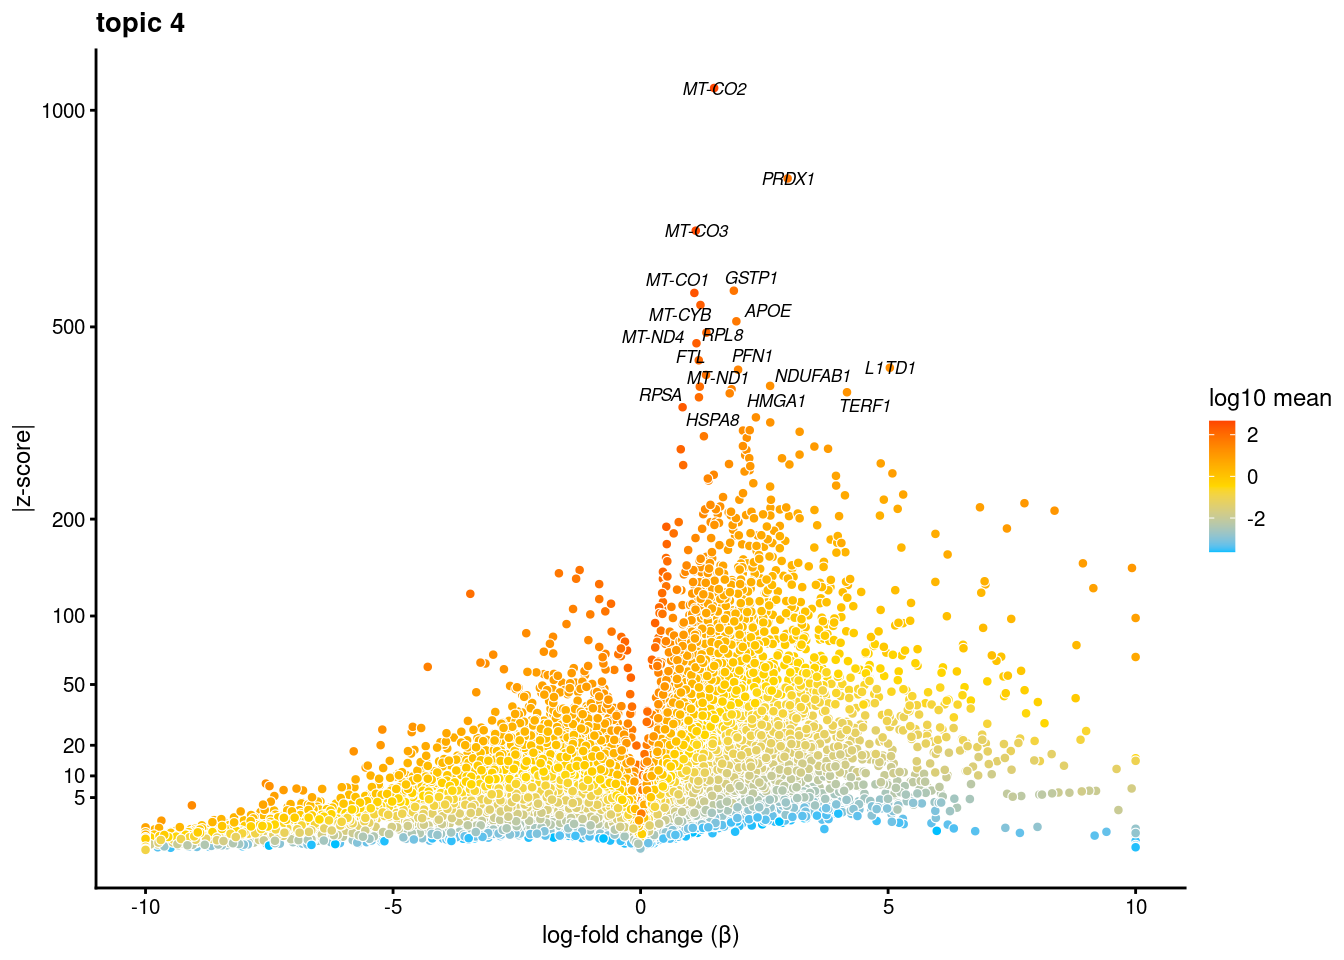 topic 4
MT-CO2
1000
PRDX1
MT-CO3
MT-CO1
GSTP1
MT-CYB
APOE
500
MT-ND4
RPL8
FTL
PFN1
MT-ND1
NDUFAB1
L1TD1
RPSA
HMGA1
TERF1
HSPA8
|z-score|
200
100
50
20
10
5
-10
-5
0
5
10
log-fold change (β)
log10 mean
2
0
-2